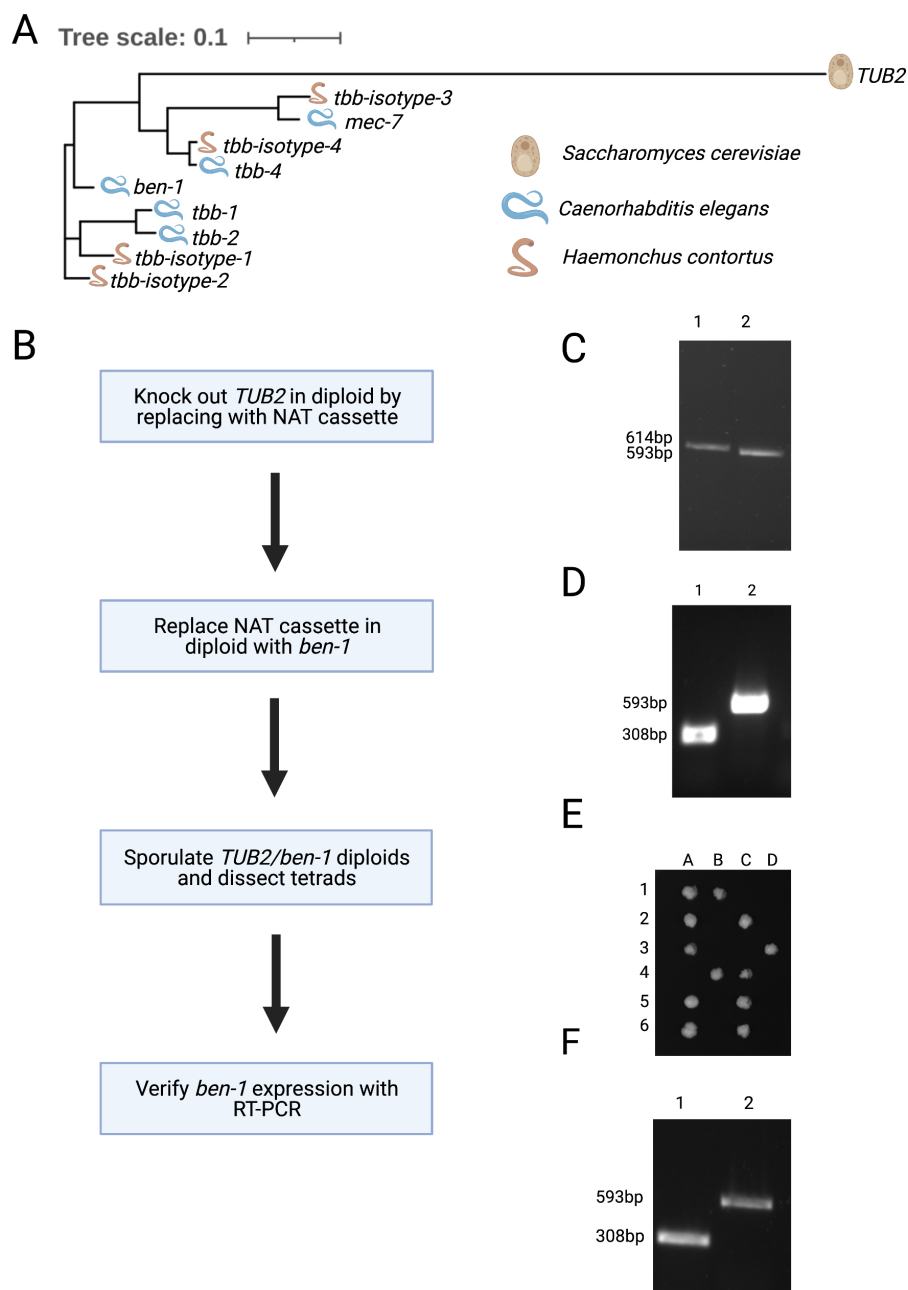 A
Tree scale: 0.1
TUB2
tbb-isotype-3
mec-7
tbb-isotype-4
tbb-4
ben-1
tbb-1
tbb-2
tbb-isotype-1
tbb-isotype-2
Saccharomyces cerevisiae
Caenorhabditis elegans
Haemonchus contortus
B
Knock out TUB2 in diploid by
replacing with NAT cassette
Replace NAT cassette in
diploid with ben-1
Sporulate TUB2/ben-1 diploids
and dissect tetrads
Verify ben-1 expression with
RT-PCR
C
1 2
614bp
593bp
D
1 2
593bp
308bp
E
A B C D
1
2
3
4
5
6
F
1 2
593bp
308bp